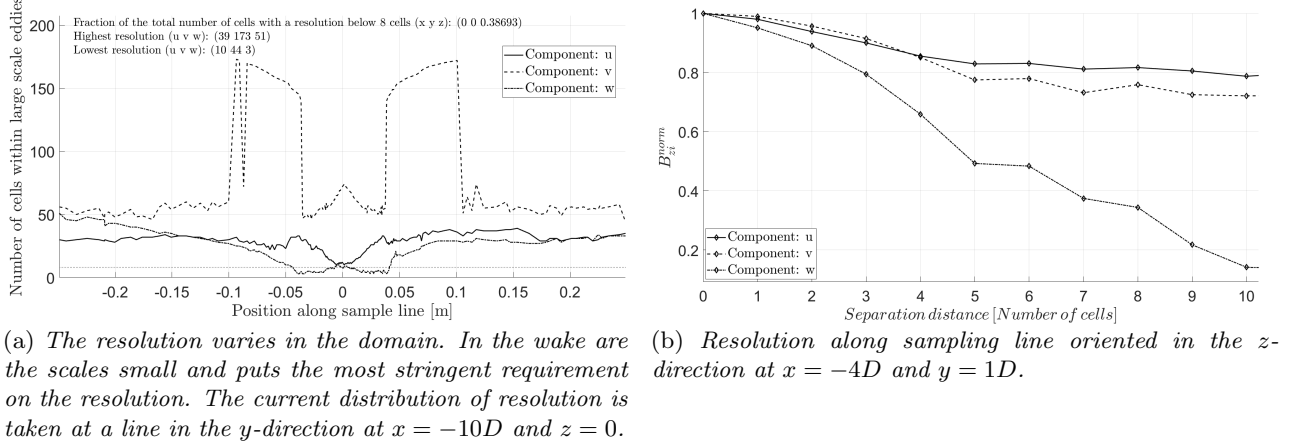 Number of cells within large scale eddies
Fraction of the total number of cells with a resolution below 8 cells (x y z): (0 0 0.38693)
Highest resolution (u v w): (39 173 51)
Lowest resolution (u v w): (10 44 3)
Component: u
Component: v
Component: w
200
150
100
50
0
-0.2 -0.15 -0.1 -0.05 0 0.05 0.1 0.15 0.2
Position along sample line [m]
(a) The resolution varies in the domain. In the wake are
the scales small and puts the most stringent requirement
on the resolution. The current distribution of resolution is
taken at a line in the y-direction at x = −10D and z = 0.
B_{zi}^{norm}
1
0.8
0.6
0.4
0.2
Component: u
Component: v
Component: w
0 1 2 3 4 5 6 7 8 9 10
Separation distance [Number of cells]
(b) Resolution along sampling line oriented in the z-
direction at x = −4D and y = 1D.